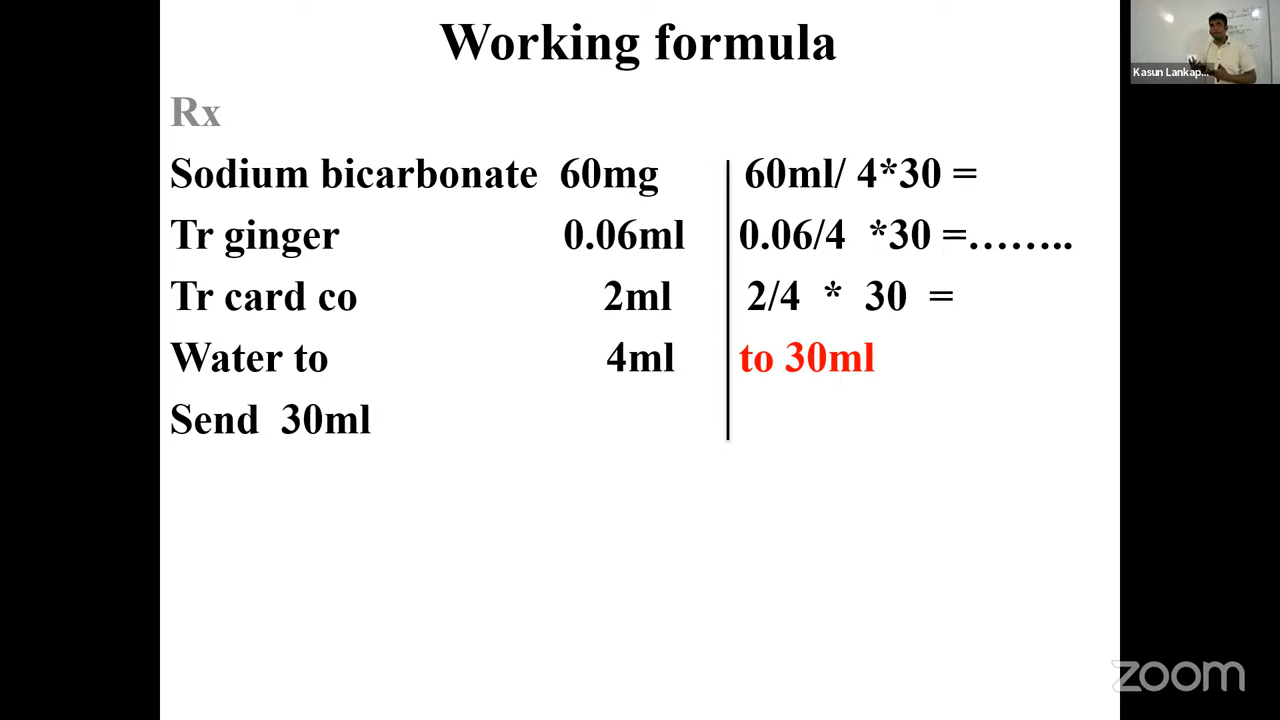 Working formula
Kasun Lankap...
Rx
Sodium bicarbonate 60mg 60ml/ 4*30 =
Tr ginger 0.06ml 0.06/4 *30 =……..
Tr card co 2ml 2/4 * 30 =
Water to 4ml to 30ml
Send 30ml
zoom